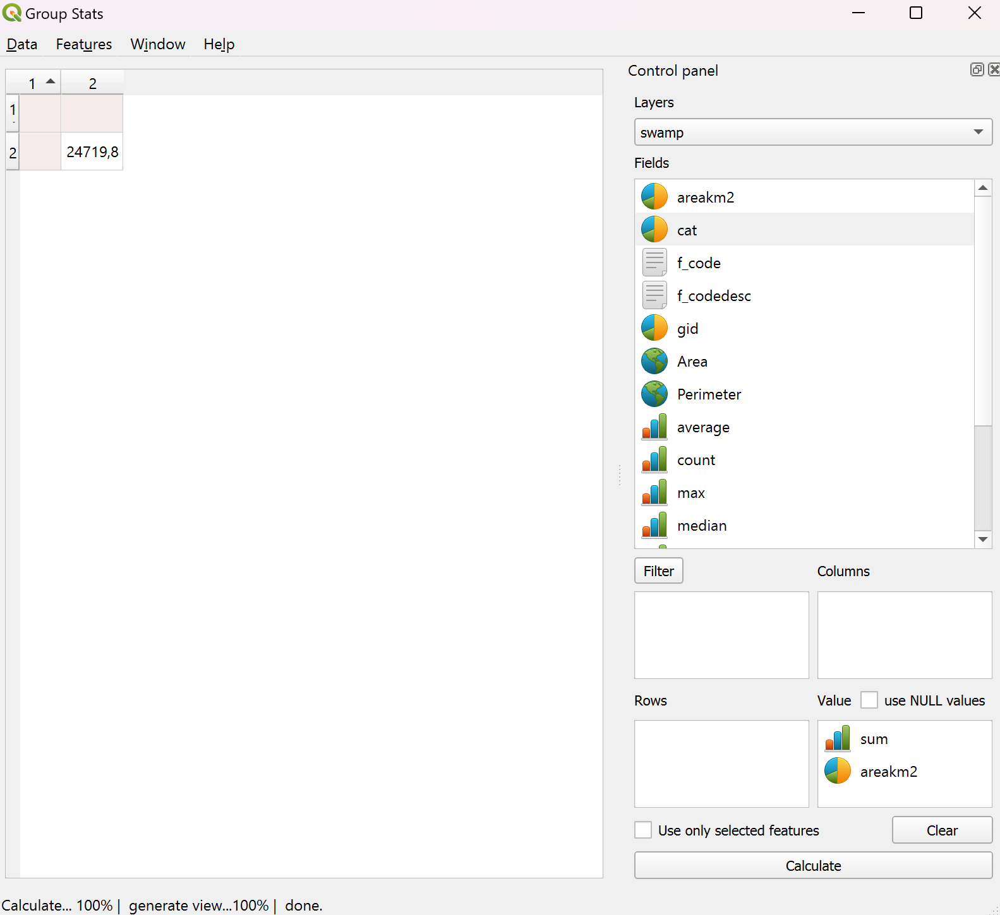 Group Stats
Data Features Window Help
1 2
1
2 24719,8
Control panel
Layers
swamp
Fields
areakm2
cat
f_code
f_codedesc
gid
Area
Perimeter
average
count
max
median
Filter Columns
Rows Value use NULL values
sum
areakm2
Use only selected features Clear
Calculate
Calculate... 100% | generate view...100% | done.